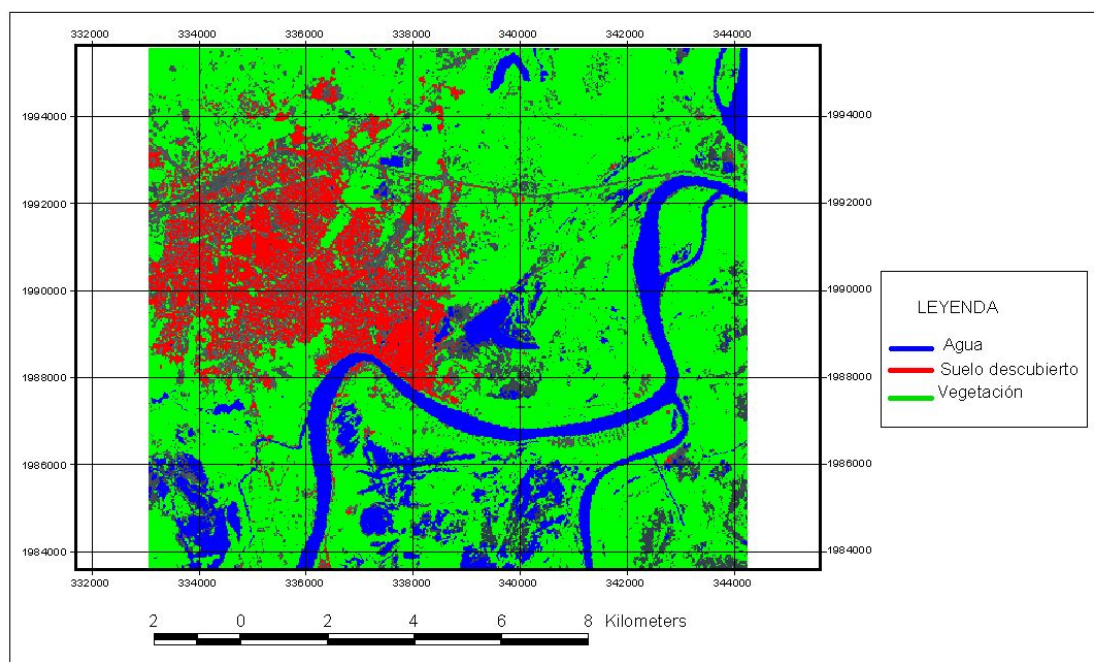 332000 334000 336000 338000 340000 342000 344000
1994000 1994000
1992000 1992000
1990000 1990000
1988000 1988000
1986000 1986000
1984000 1984000
332000 334000 336000 338000 340000 342000 344000
LEYENDA
Agua
Suelo descubierto
Vegetación
2 0 2 4 6 8 Kilometers